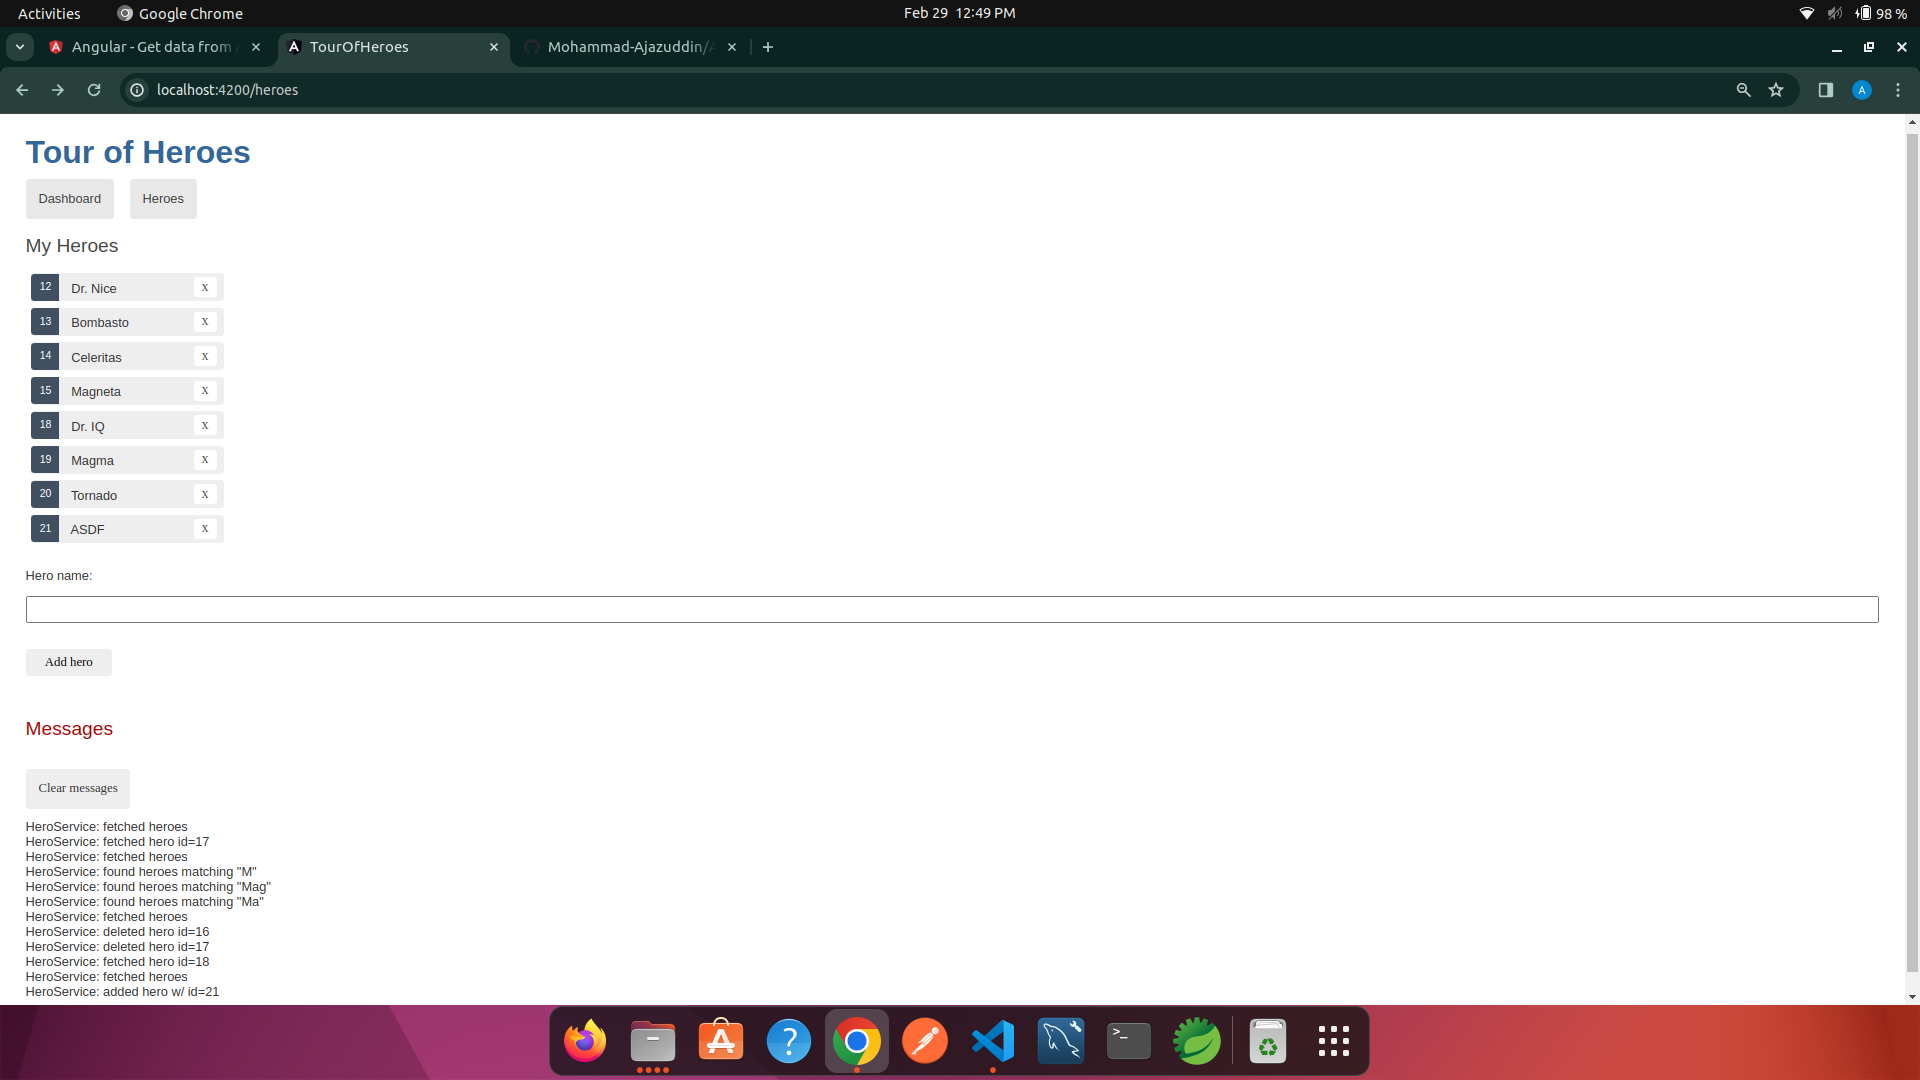 Activities Google Chrome Feb 29 12:49 PM 98 %
Angular - Get data from TourOfHeroes Mohammad-Ajazuddin/
localhost:4200/heroes A
Tour of Heroes
Dashboard Heroes
My Heroes
12 Dr. Nice x
13 Bombasto x
14 Celeritas x
15 Magneta x
18 Dr. IQ x
19 Magma x
20 Tornado x
21 ASDF x
Hero name:
Add hero
Messages
Clear messages
HeroService: fetched heroes
HeroService: fetched hero id=17
HeroService: fetched heroes
HeroService: found heroes matching "M"
HeroService: found heroes matching "Mag"
HeroService: found heroes matching "Ma"
HeroService: fetched heroes
HeroService: deleted hero id=16
HeroService: deleted hero id=17
HeroService: fetched hero id=18
HeroService: fetched heroes
HeroService: added hero w/ id=21